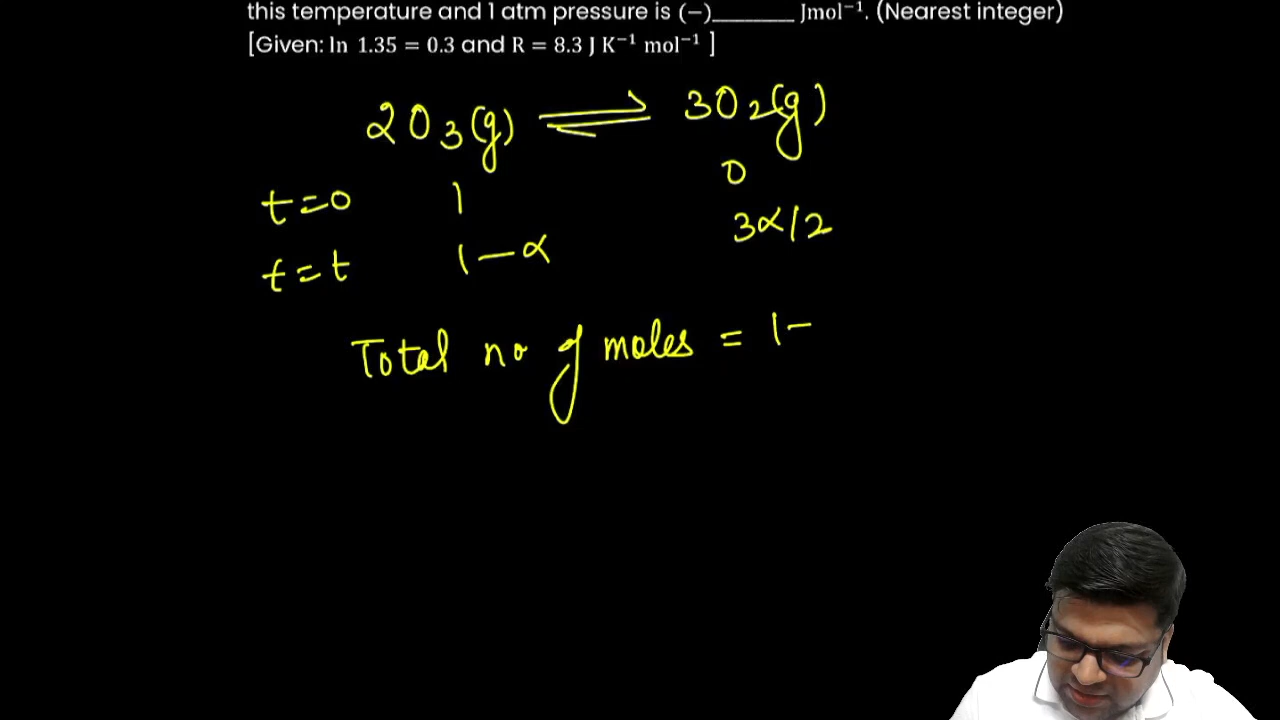 this temperature and 1 atm pressure is (−)________ Jmol⁻¹. (Nearest integer)
[Given: ln 1.35 = 0.3 and R = 8.3 J K⁻¹ mol⁻¹ ]
2O₃(g) ⇌ 3O₂(g)
t=0 1 0
t=t 1−α 3α/2
Total no of moles = 1−